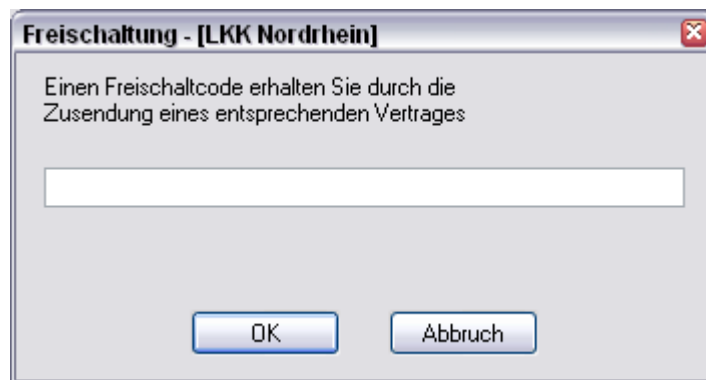 Freischaltung - [LKK Nordrhein]
Einen Freischaltcode erhalten Sie durch die
Zusendung eines entsprechenden Vertrages
OK
Abbruch